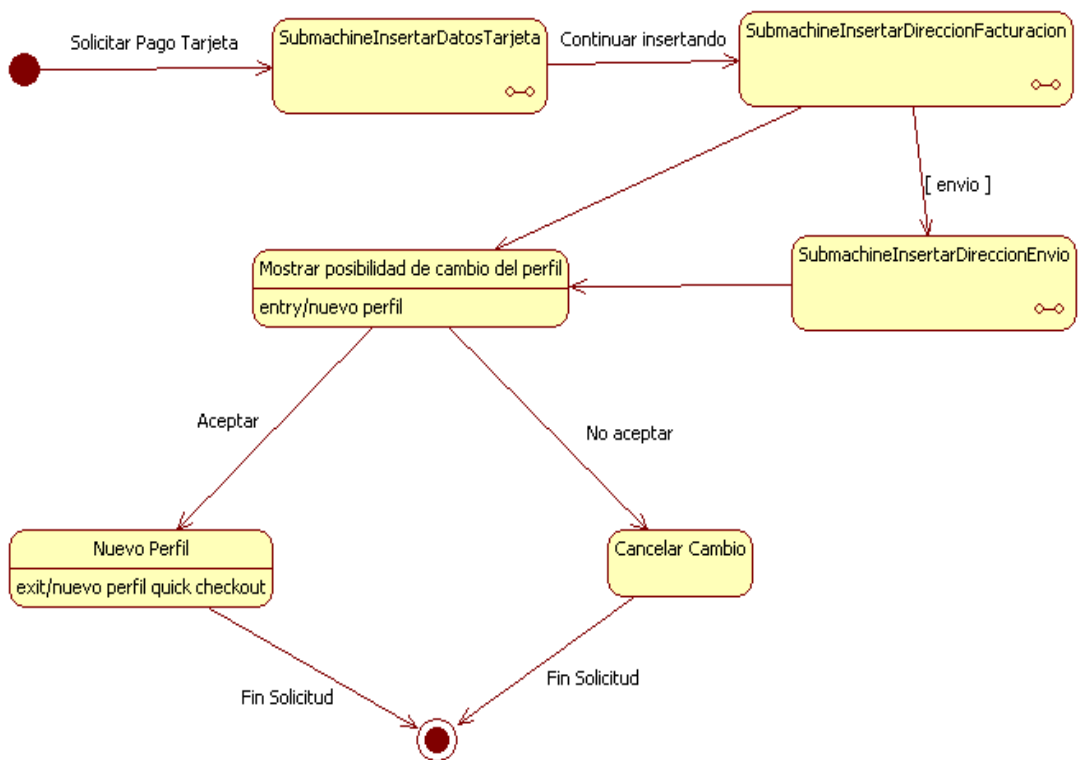 Solicitar Pago Tarjeta
SubmachineInsertarDatosTarjeta
Continuar insertando
SubmachineInsertarDireccionFacturacion
[ envio ]
Mostrar posibilidad de cambio del perfil
entry/nuevo perfil
SubmachineInsertarDireccionEnvio
Aceptar
No aceptar
Nuevo Perfil
exit/nuevo perfil quick checkout
Cancelar Cambio
Fin Solicitud
Fin Solicitud